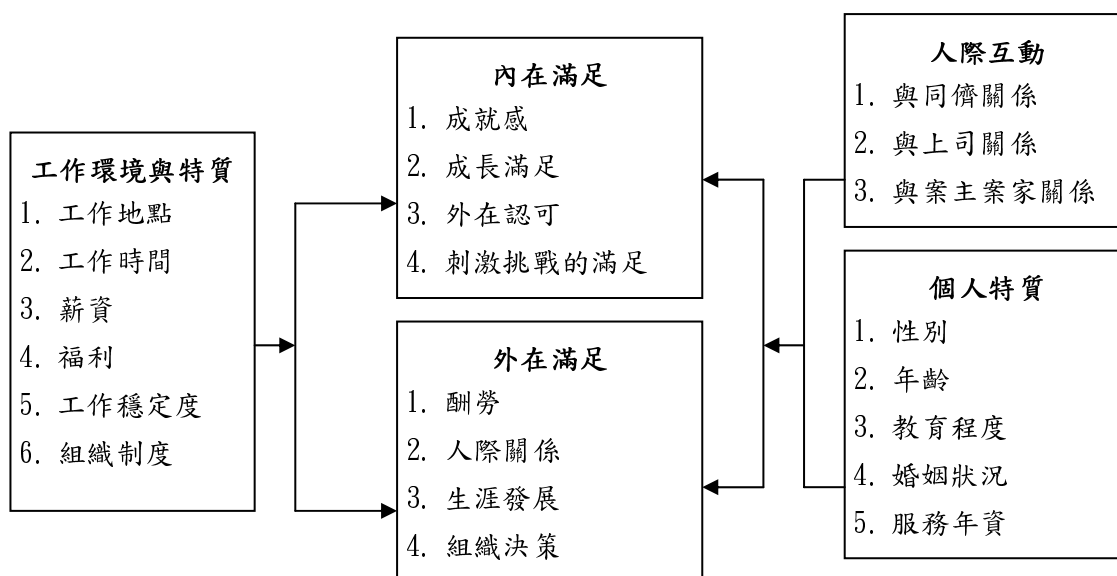 工作環境與特質
1. 工作地點
2. 工作時間
3. 薪資
4. 福利
5. 工作穩定度
6. 組織制度
內在滿足
1. 成就感
2. 成長滿足
3. 外在認可
4. 刺激挑戰的滿足
外在滿足
1. 酬勞
2. 人際關係
3. 生涯發展
4. 組織決策
人際互動
1. 與同儕關係
2. 與上司關係
3. 與案主案家關係
個人特質
1. 性別
2. 年齡
3. 教育程度
4. 婚姻狀況
5. 服務年資